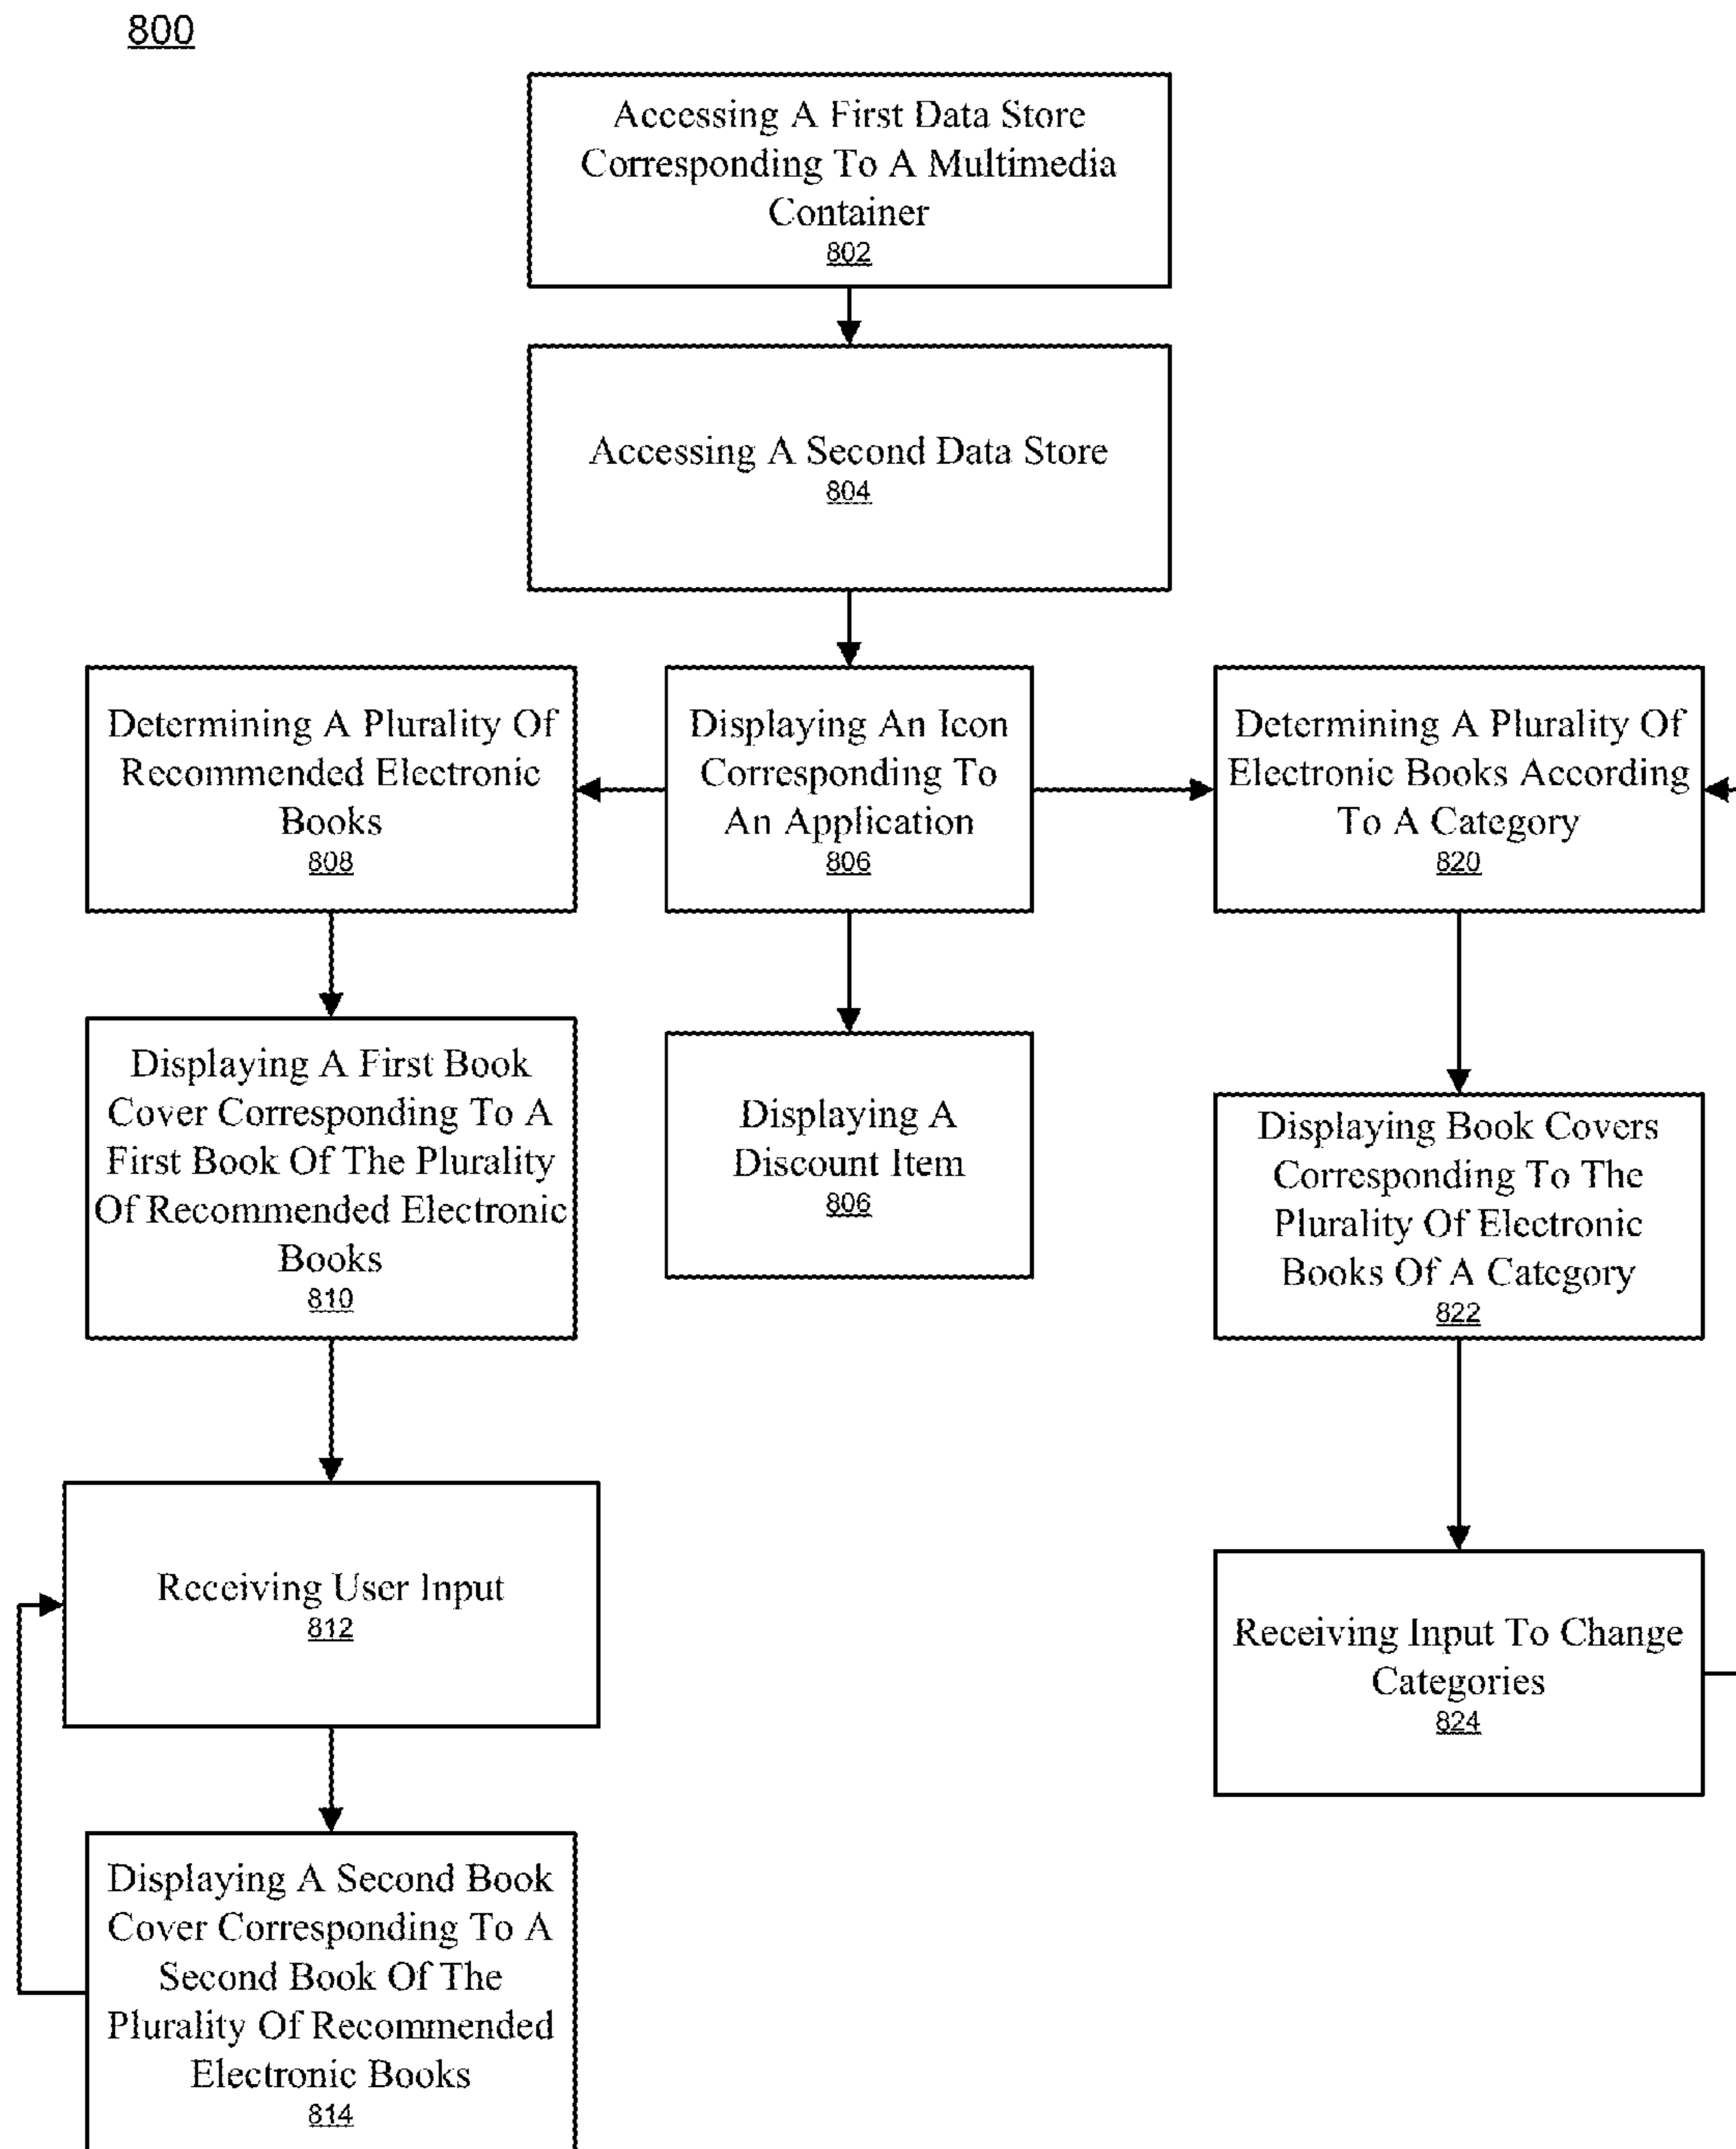 800
Accessing A First Data Store
Corresponding To A Multimedia
Container
802
Accessing A Second Data Store
804
Determining A Plurality Of
Recommended Electronic
Books
808
Displaying An Icon
Corresponding To
An Application
806
Determining A Plurality Of
Electronic Books According
To A Category
820
Displaying A First Book
Cover Corresponding To A
First Book Of The Plurality
Of Recommended Electronic
Books
810
Displaying A
Discount Item
806
Displaying Book Covers
Corresponding To The
Plurality Of Electronic
Books Of A Category
822
Receiving User Input
812
Receiving Input To Change
Categories
824
Displaying A Second Book
Cover Corresponding To A
Second Book Of The
Plurality Of Recommended
Electronic Books
814